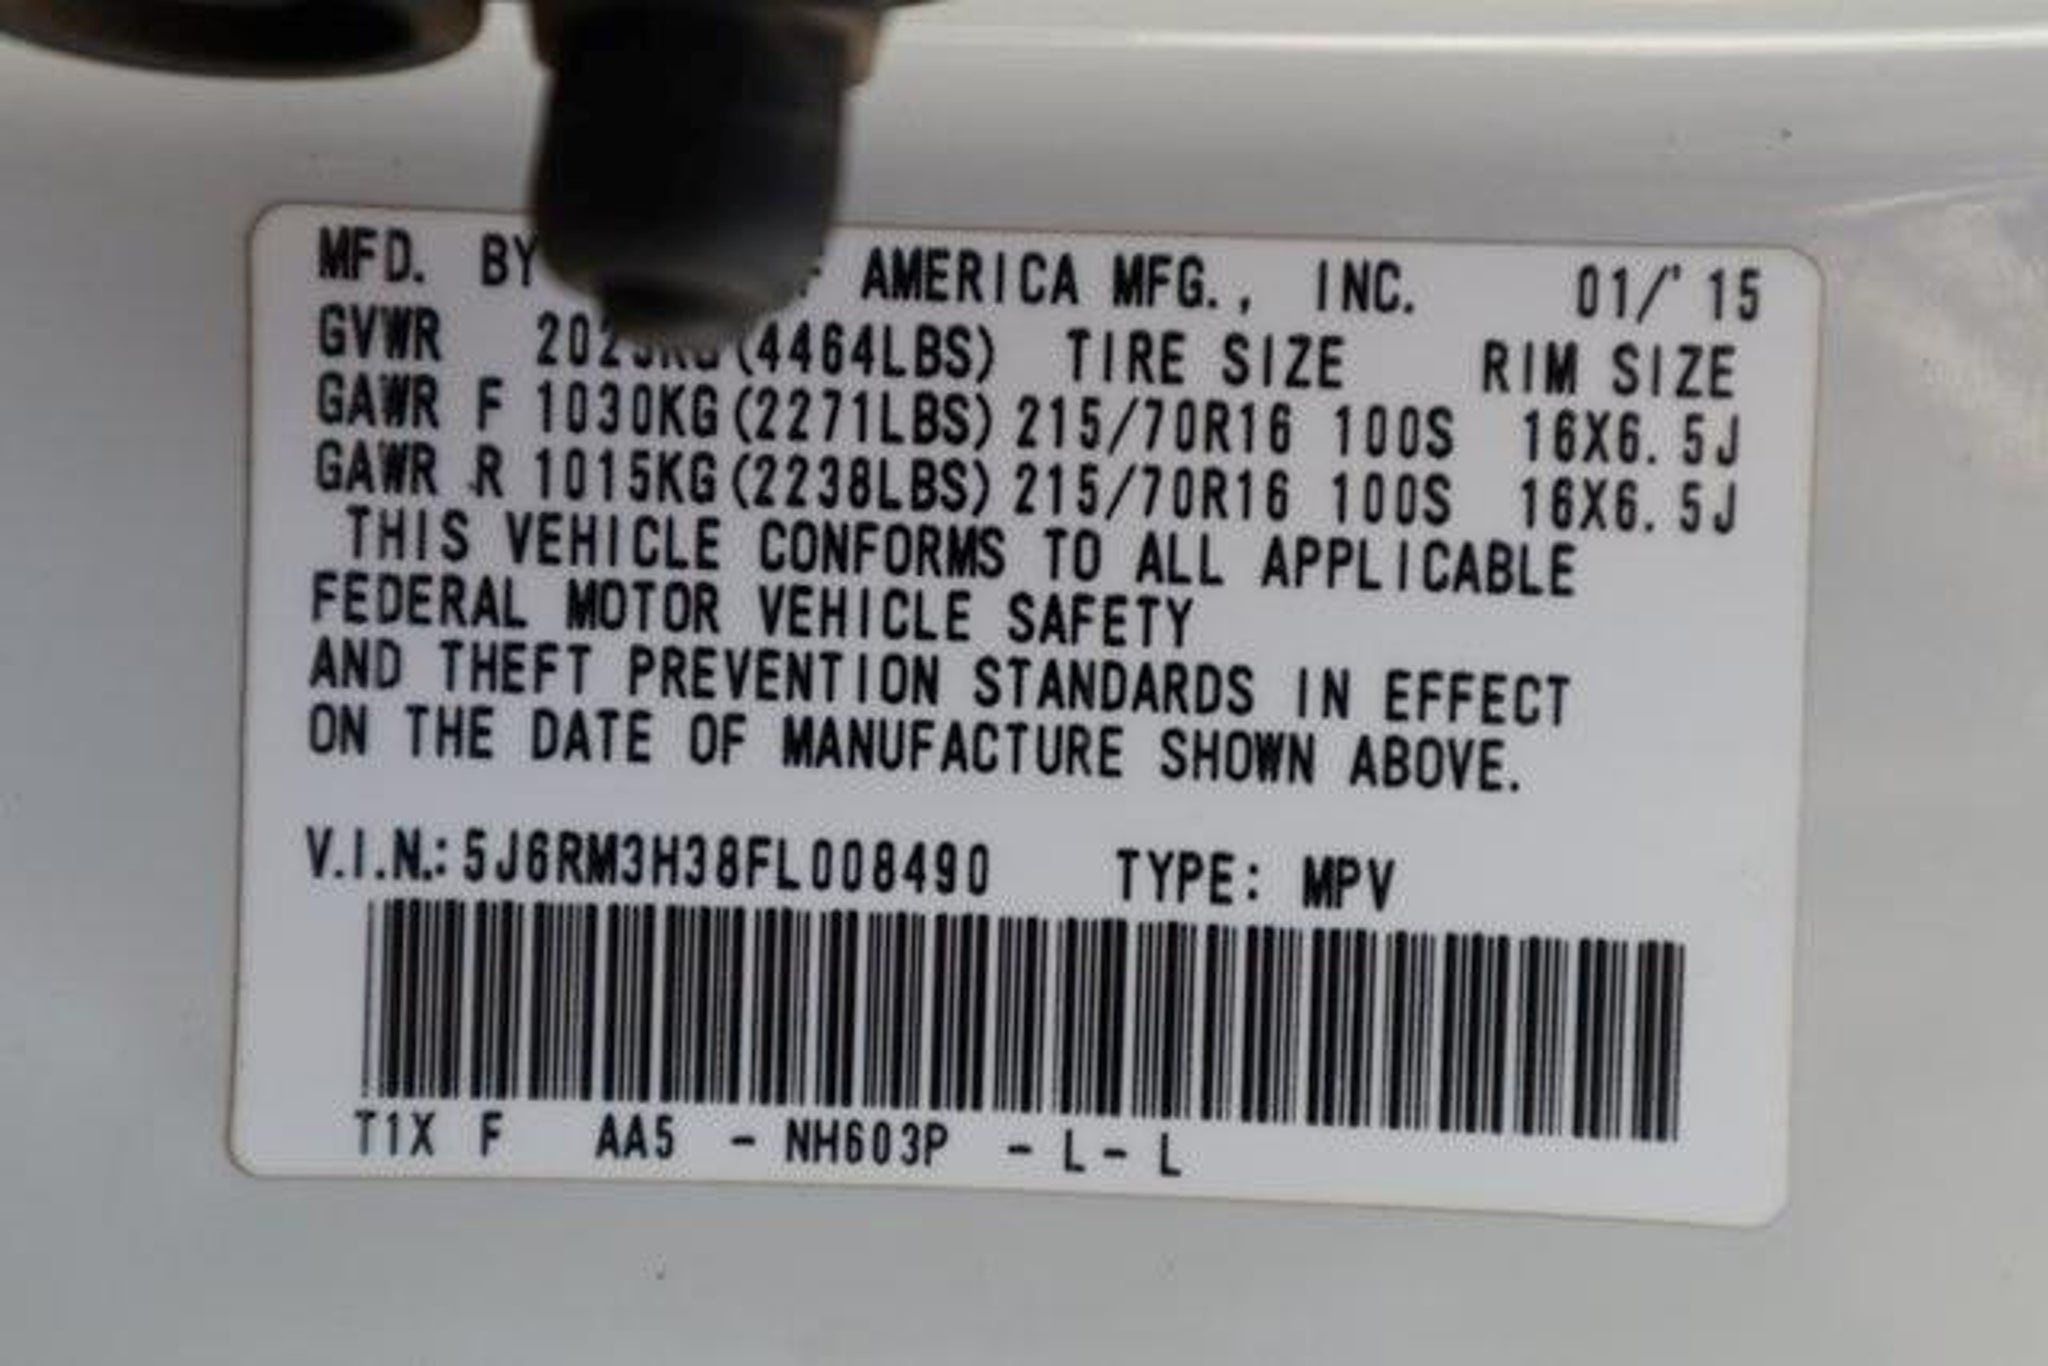 MFD. BY AMERICA MFG., INC. 01/'15
GVWR (4464LBS) TIRE SIZE RIM SIZE
GAWR F 1030KG(2271LBS) 215/70R16 100S 16X6.5J
GAWR R 1015KG(2238LBS) 215/70R16 100S 16X6.5J
THIS VEHICLE CONFORMS TO ALL APPLICABLE
FEDERAL MOTOR VEHICLE SAFETY
AND THEFT PREVENTION STANDARDS IN EFFECT
ON THE DATE OF MANUFACTURE SHOWN ABOVE.
V.I.N.: 5J6RM3H38FL008490 TYPE: MPV
T1X F AA5 - NH603P - L - L